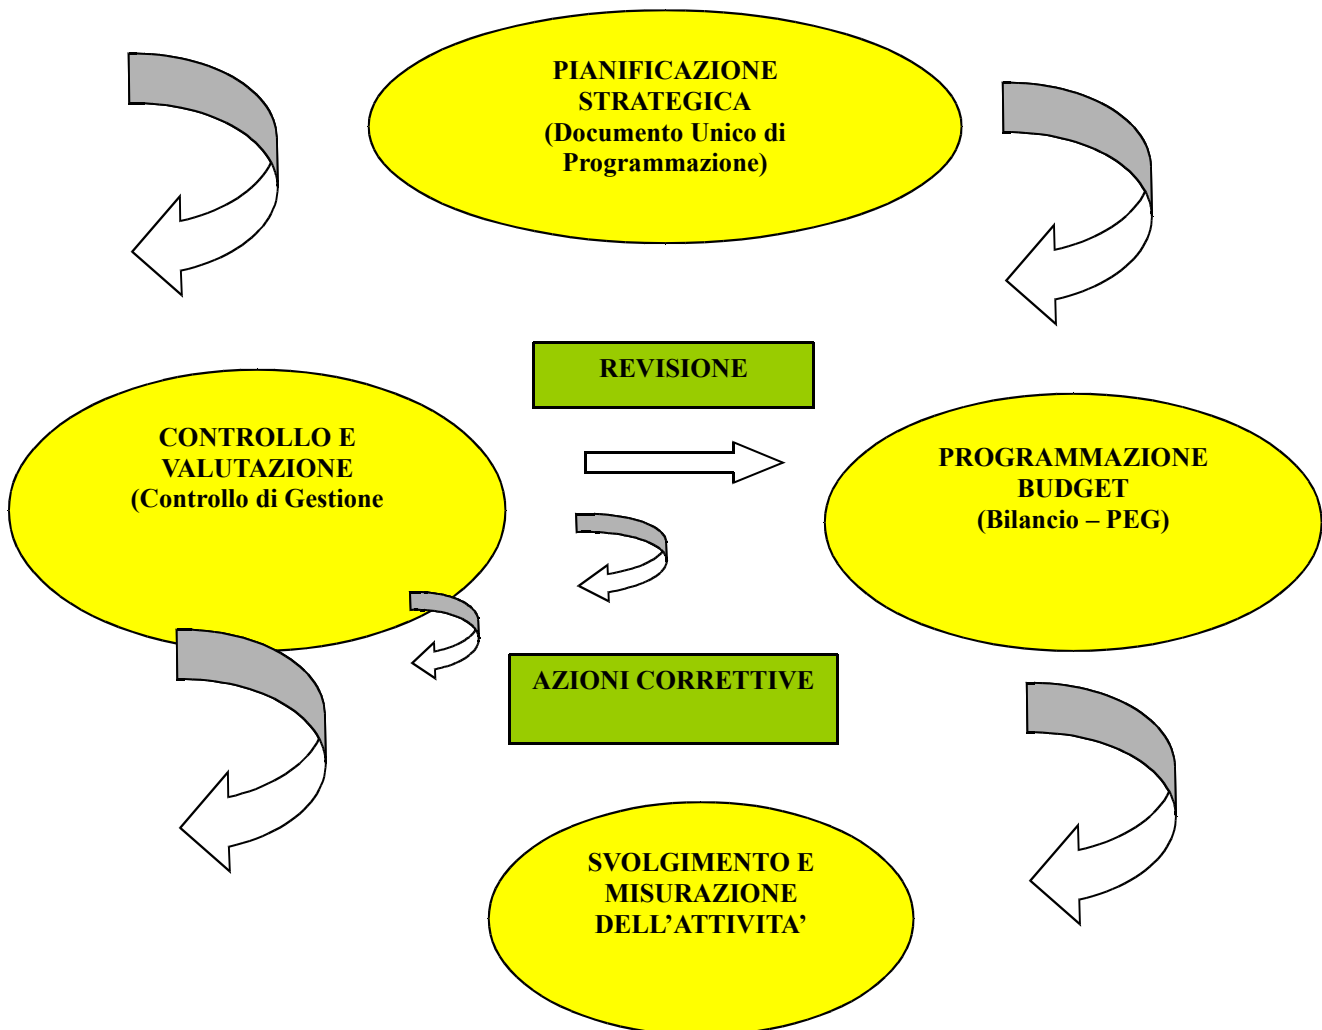 PIANIFICAZIONE
STRATEGICA
(Documento Unico di
Programmazione)
REVISIONE
CONTROLLO E
VALUTAZIONE
(Controllo di Gestione
PROGRAMMAZIONE
BUDGET
(Bilancio – PEG)
AZIONI CORRETTIVE
SVOLGIMENTO E
MISURAZIONE
DELL’ATTIVITA’